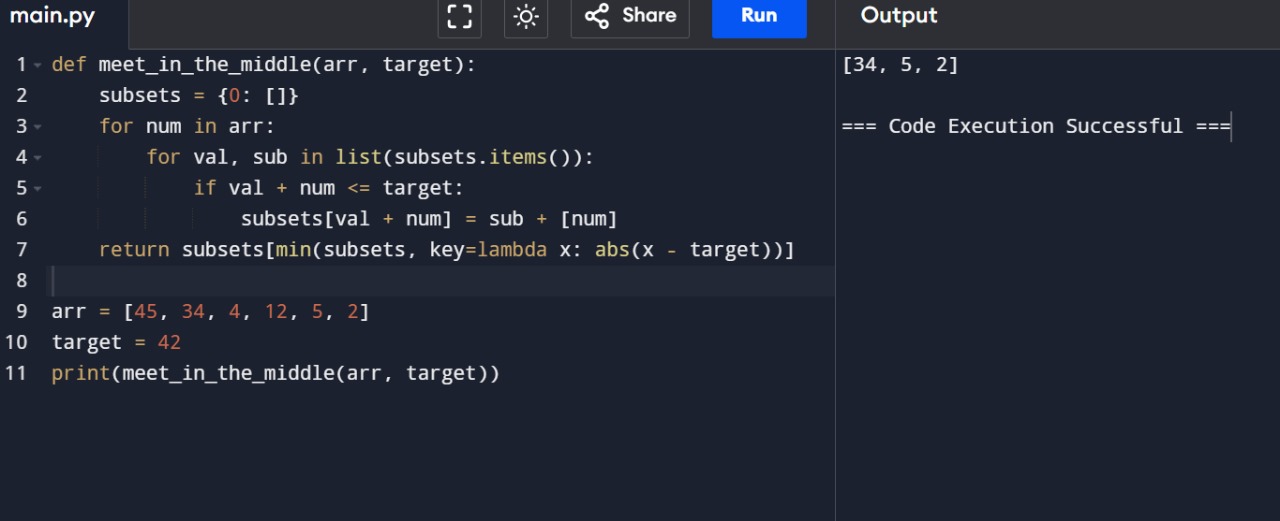 main.py
Share
Run
Output
1 def meet_in_the_middle(arr, target):
2     subsets = {0: []}
3     for num in arr:
4         for val, sub in list(subsets.items()):
5             if val + num <= target:
6                 subsets[val + num] = sub + [num]
7     return subsets[min(subsets, key=lambda x: abs(x - target))]
8
9 arr = [45, 34, 4, 12, 5, 2]
10 target = 42
11 print(meet_in_the_middle(arr, target))
[34, 5, 2]
=== Code Execution Successful ===